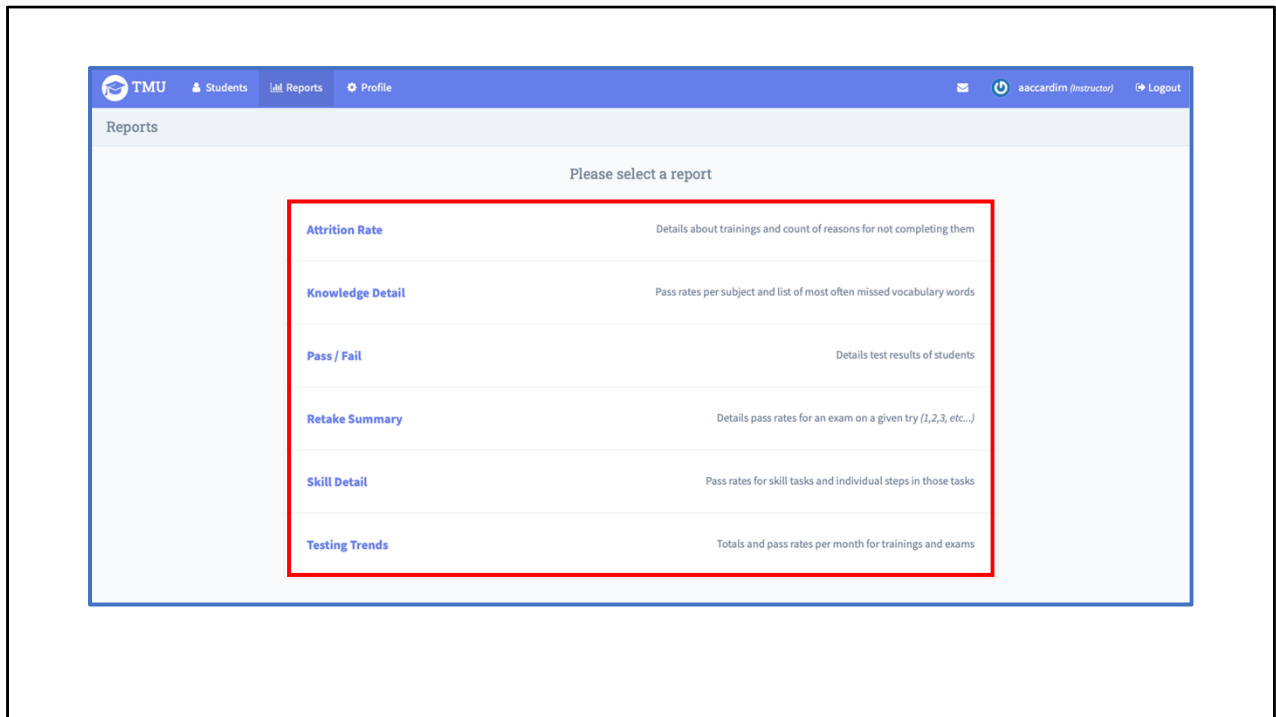 TMU Students Reports Profile aaccardirn (Instructor) Logout
Reports
Please select a report
Attrition Rate Details about trainings and count of reasons for not completing them
Knowledge Detail Pass rates per subject and list of most often missed vocabulary words
Pass / Fail Details test results of students
Retake Summary Details pass rates for an exam on a given try (1,2,3, etc...)
Skill Detail Pass rates for skill tasks and individual steps in those tasks
Testing Trends Totals and pass rates per month for trainings and exams